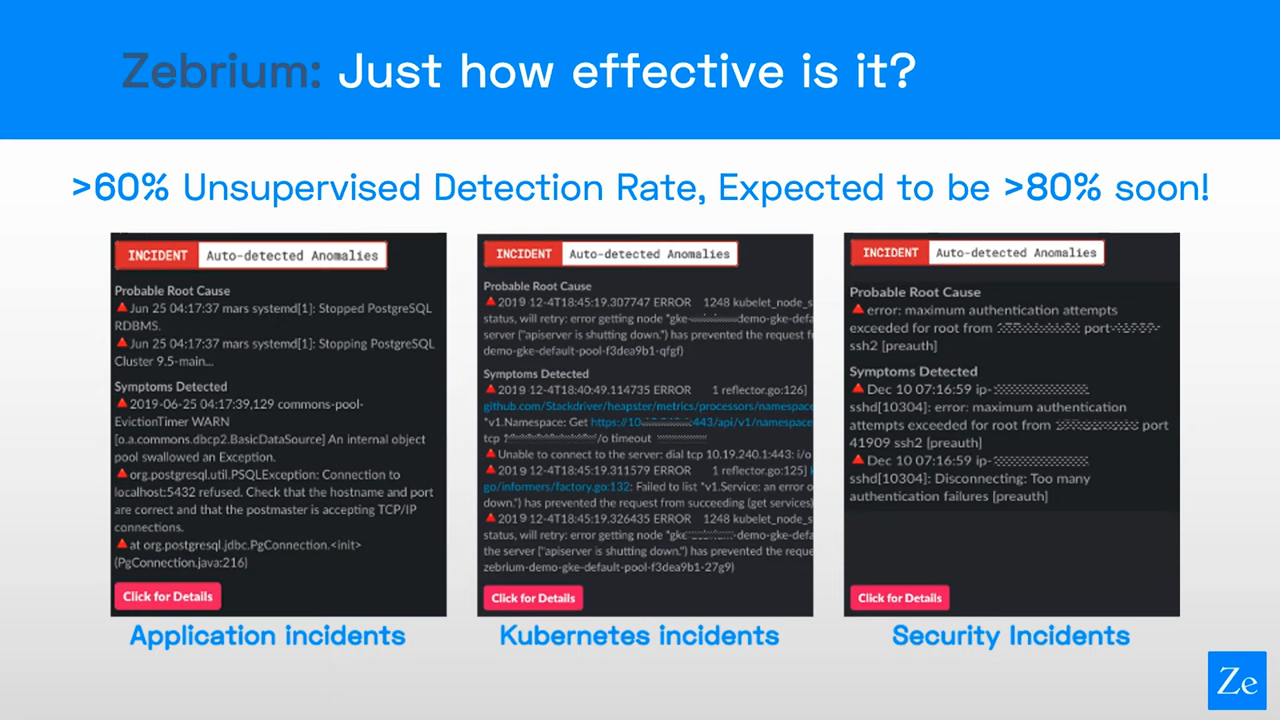 Zebrium: Just how effective is it?
>60% Unsupervised Detection Rate, Expected to be >80% soon!
INCIDENT Auto-detected Anomalies
Probable Root Cause
Jun 25 04:17:37 mars systemd[1]: Stopped PostgreSQL
RDBMS.
Jun 25 04:17:37 mars systemd[1]: Stopping PostgreSQL
Cluster 9.5-main...
Symptoms Detected
2019-06-25 04:17:39,129 commons-pool-
EvictionTimer WARN
[o.a.commons.dbcp2.BasicDataSource] An internal object
pool swallowed an Exception.
org.postgresql.util.PSQLException: Connection to
localhost:5432 refused. Check that the hostname and port
are correct and that the postmaster is accepting TCP/IP
connections.
at org.postgresql.jdbc.PgConnection.<init>
(PgConnection.java:216)
Click for Details
Application incidents
INCIDENT Auto-detected Anomalies
Probable Root Cause
2019 12-4T18:45:19.307747 ERROR 1248 kubelet_node_s
status, will retry: error getting node "gke- demo-gke-defa
server ("apiserver is shutting down.") has prevented the request f
demo-gke-default-pool-f3dea9b1-qfgf)
Symptoms Detected
2019 12-4T18:40:49.114735 ERROR 1 reflector.go:126]
github.com/Stackdriver/heapster/metrics/processors/namespace
*v1.Namespace: Get https://10 :443/api/v1/namespace
tcp /o timeout
Unable to connect to the server: dial tcp 10.19.240.1:443: i/o
2019 12-4T18:45:19.311579 ERROR 1 reflector.go:125]
go/informers/factory.go:132: Failed to list *v1.Service: an error o
down.") has prevented the request from succeeding (get services)
2019 12-4T18:45:19.326435 ERROR 1248 kubelet_node_s
status, will retry: error getting node "gke -demo-gke-defa
the server ("apiserver is shutting down.") has prevented the reque
zebrium-demo-gke-default-pool-f3dea9b1-27g9)
Click for Details
Kubernetes incidents
INCIDENT Auto-detected Anomalies
Probable Root Cause
error: maximum authentication attempts
exceeded for root from port
ssh2 [preauth]
Symptoms Detected
Dec 10 07:16:59 ip-
sshd[10304]: error: maximum authentication
attempts exceeded for root from port
41909 ssh2 [preauth]
Dec 10 07:16:59 ip-
sshd[10304]: Disconnecting: Too many
authentication failures [preauth]
Click for Details
Security Incidents
Ze